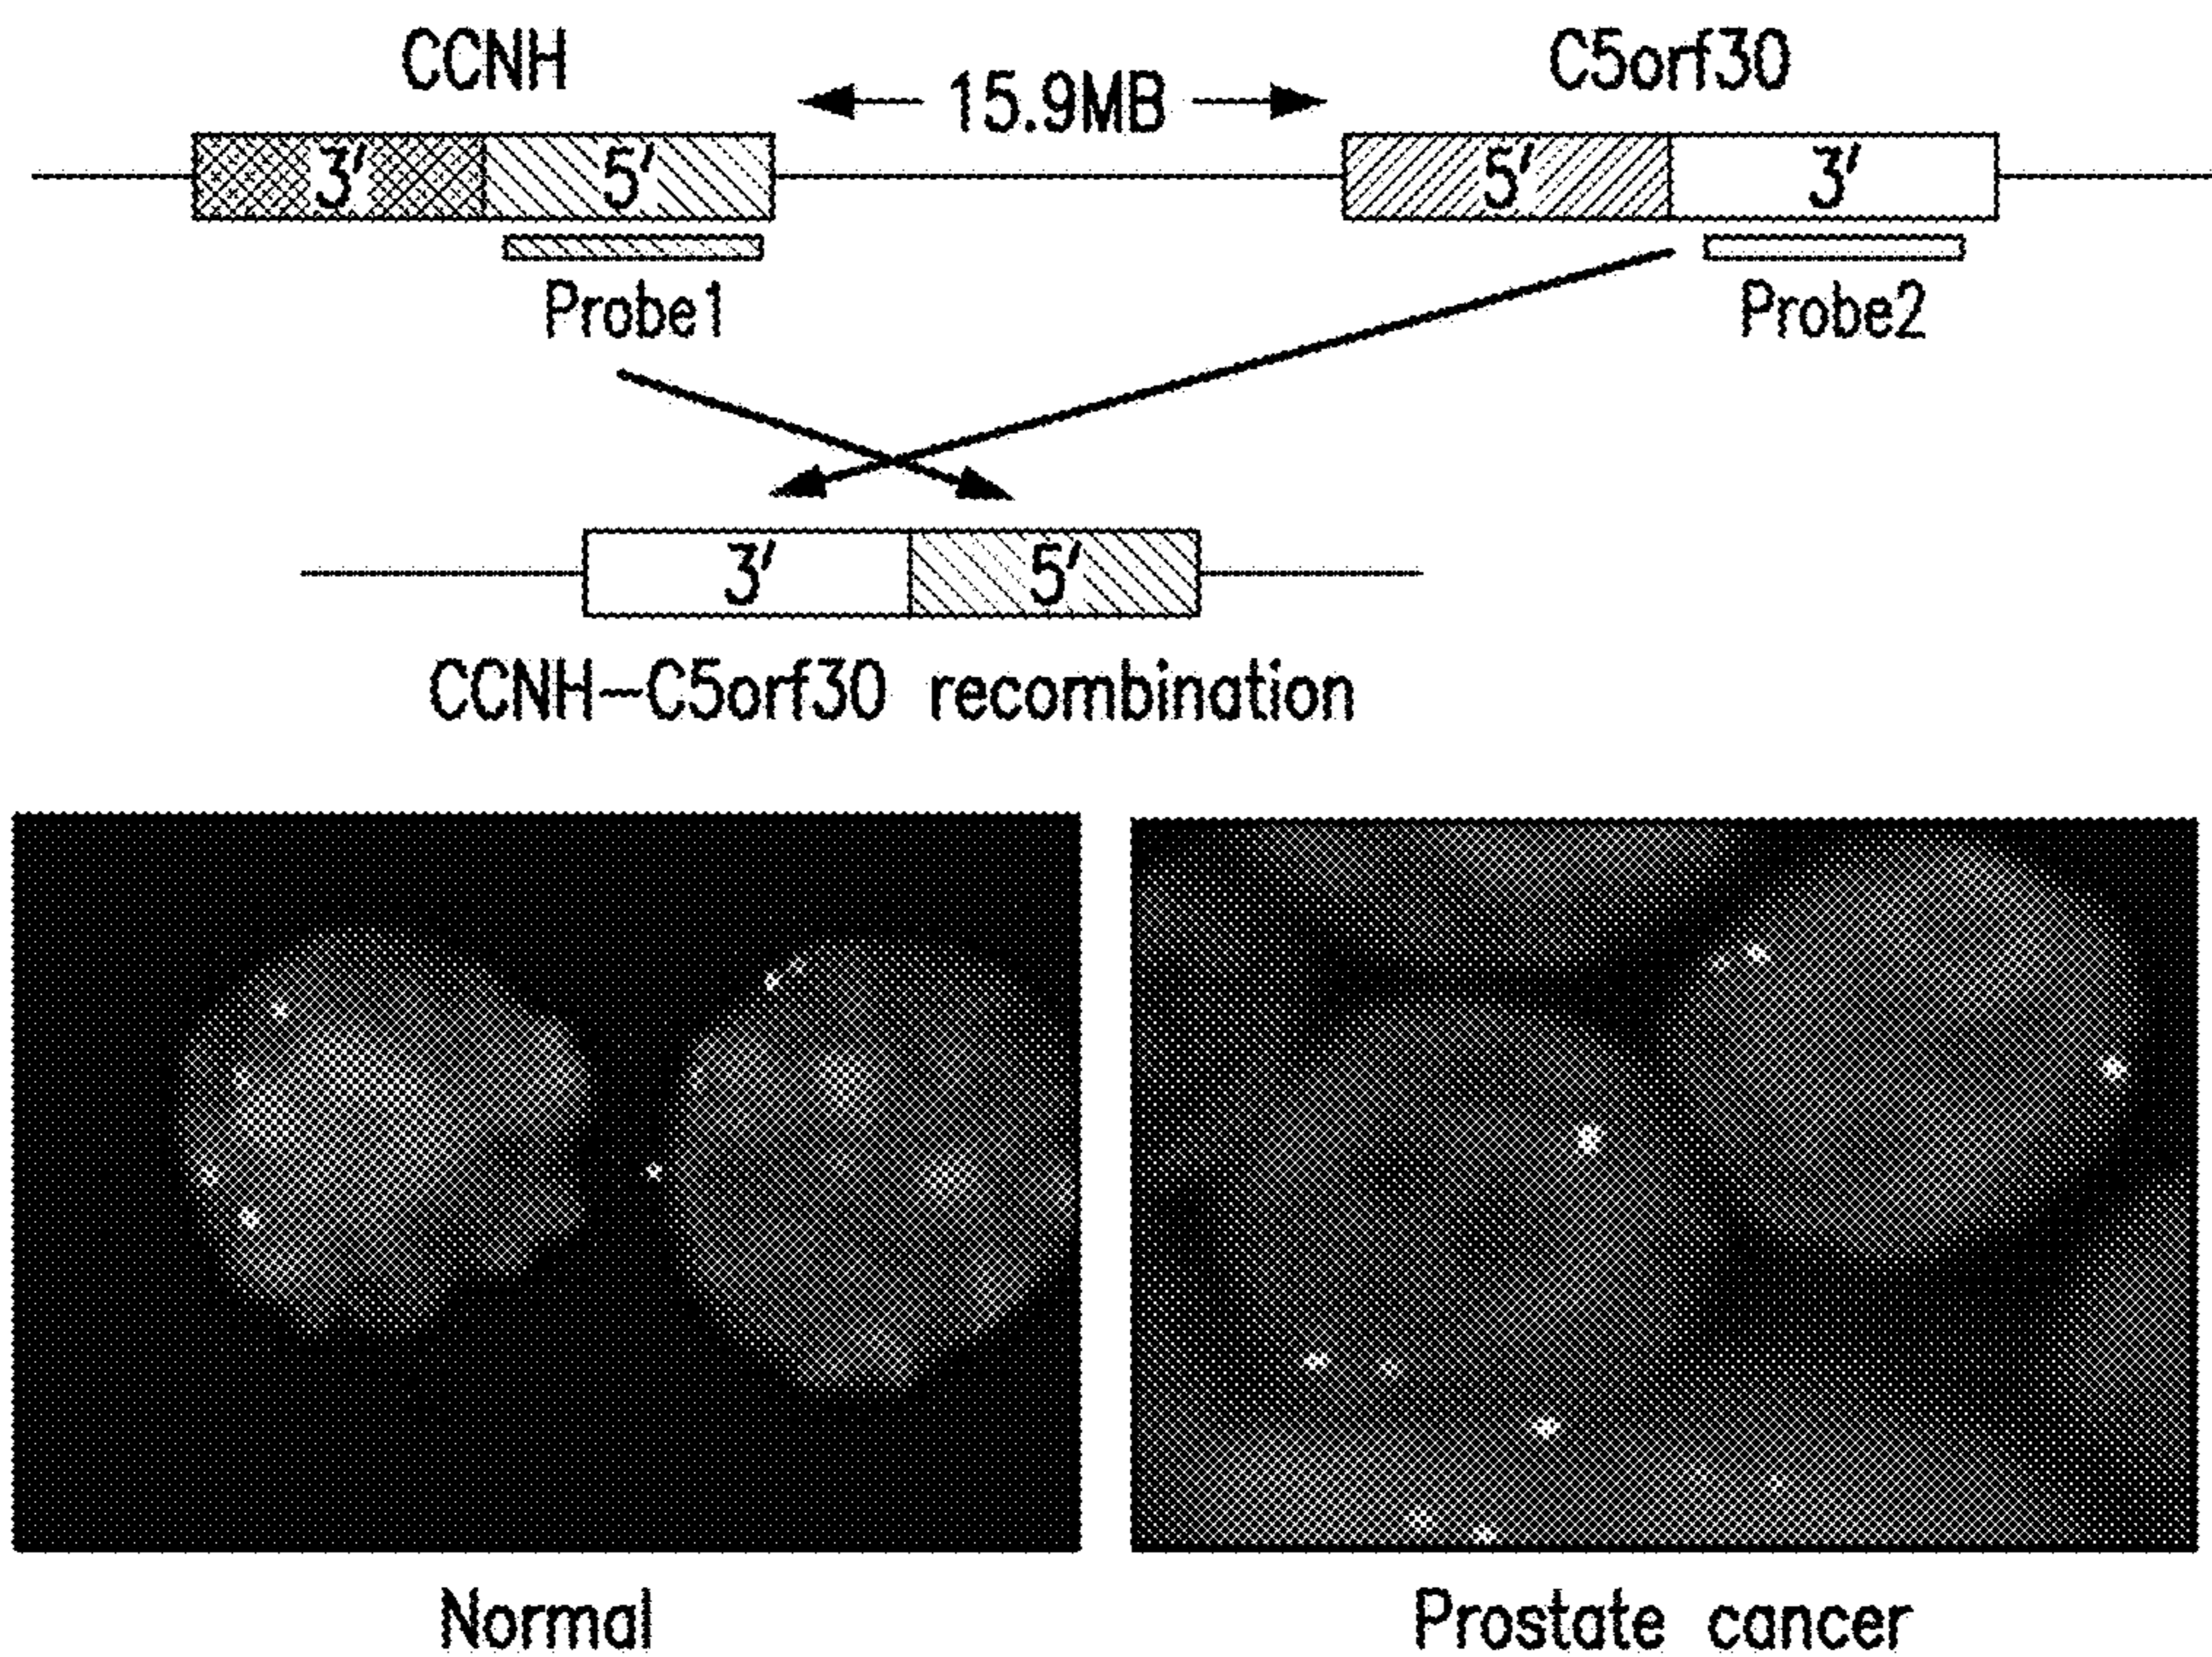 CCNH
C5orf30
15.9MB
3' 5' 5' 3'
Probe1
Probe2
3' 5'
CCNH-C5orf30 recombination
Normal
Prostate cancer